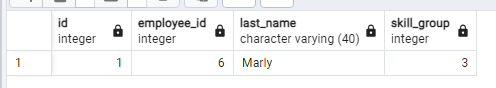 id employee_id last_name skill_group
integer integer character varying (40) integer
1 1 6 Marly 3